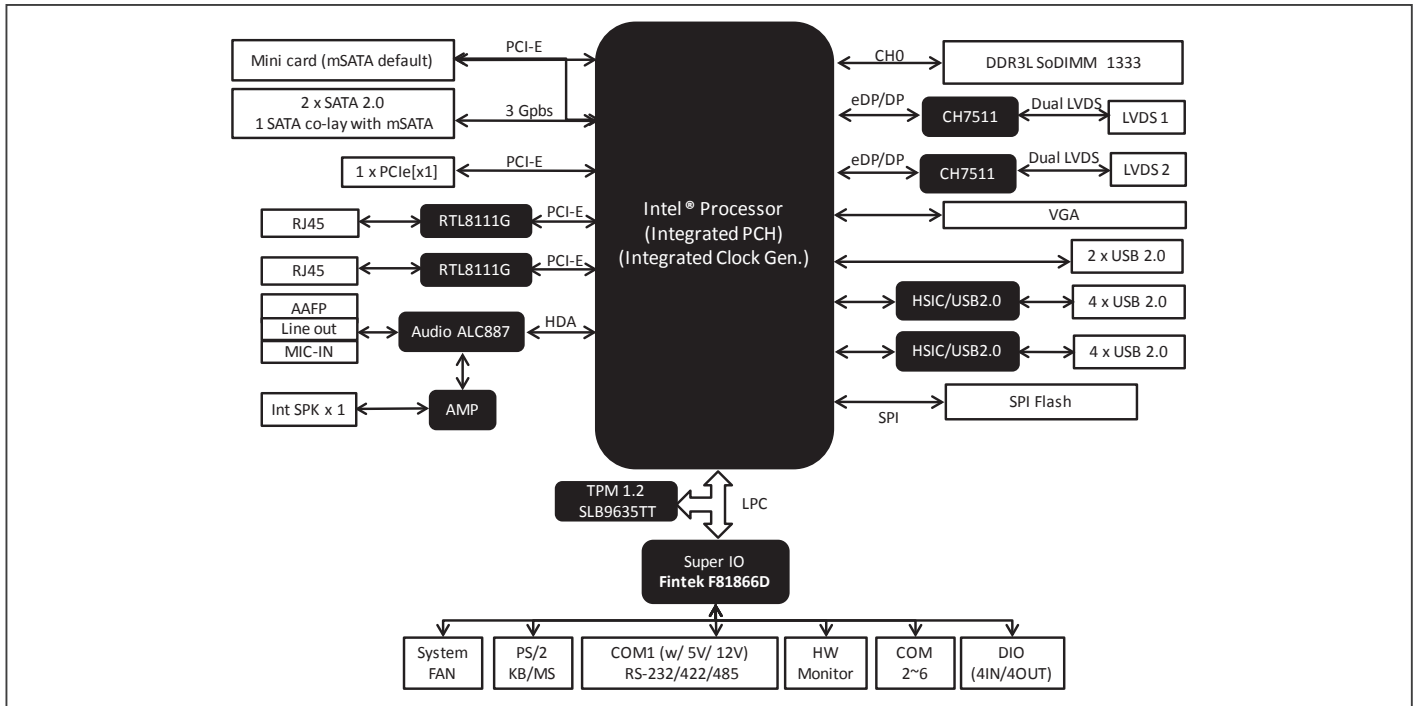 Mini card (mSATA default)
PCI-E
2 x SATA 2.0
1 SATA co-lay with mSATA
3 Gpbs
1 x PCIe[x1]
PCI-E
RJ45
RTL8111G
PCI-E
RJ45
RTL8111G
PCI-E
AAFP
Line out
MIC-IN
Audio ALC887
HDA
Int SPK x 1
AMP
Intel® Processor
(Integrated PCH)
(Integrated Clock Gen.)
CH0
DDR3L SoDIMM 1333
eDP/DP
CH7511
Dual LVDS
LVDS 1
eDP/DP
CH7511
Dual LVDS
LVDS 2
VGA
2 x USB 2.0
HSIC/USB2.0
4 x USB 2.0
HSIC/USB2.0
4 x USB 2.0
SPI
SPI Flash
TPM 1.2
SLB9635TT
LPC
Super IO
Fintek F81866D
System
FAN
PS/2
KB/MS
COM1 (w/ 5V/ 12V)
RS-232/422/485
HW
Monitor
COM
2~6
DIO
(4IN/4OUT)